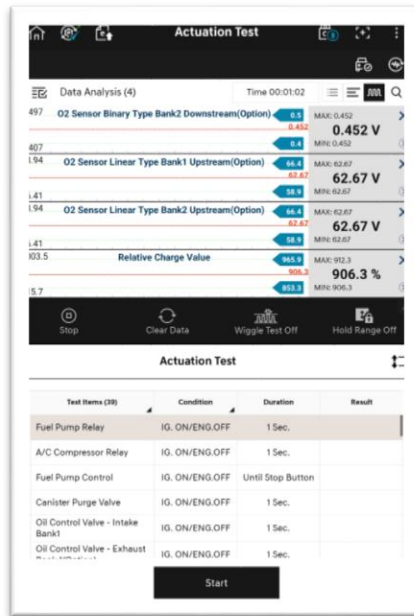 Actuation Test
Data Analysis (4)
Time 00:01:02
497
O2 Sensor Binary Type Bank2 Downstream(Option)
0.5
0.452
0.4
407
MAX: 0.452
0.452 V
MIN: 0.452
.94
O2 Sensor Linear Type Bank1 Upstream(Option)
66.4
62.67
58.9
.41
MAX: 62.67
62.67 V
MIN: 62.67
.94
O2 Sensor Linear Type Bank2 Upstream(Option)
66.4
62.67
58.9
.41
MAX: 62.67
62.67 V
MIN: 62.67
03.5
Relative Charge Value
965.9
906.3
853.3
5.7
MAX: 912.3
906.3 %
MIN: 906.3
Stop
Clear Data
Wiggle Test Off
Hold Range Off
Actuation Test
Test Items (39) Condition Duration Result
Fuel Pump Relay IG. ON/ENG.OFF 1 Sec.
A/C Compressor Relay IG. ON/ENG.OFF 1 Sec.
Fuel Pump Control IG. ON/ENG.OFF Until Stop Button
Canister Purge Valve IG. ON/ENG.OFF 1 Sec.
Oil Control Valve - Intake
Bank1 IG. ON/ENG.OFF 1 Sec.
Oil Control Valve - Exhaust
IG. ON/ENG.OFF 1 Sec.
Start